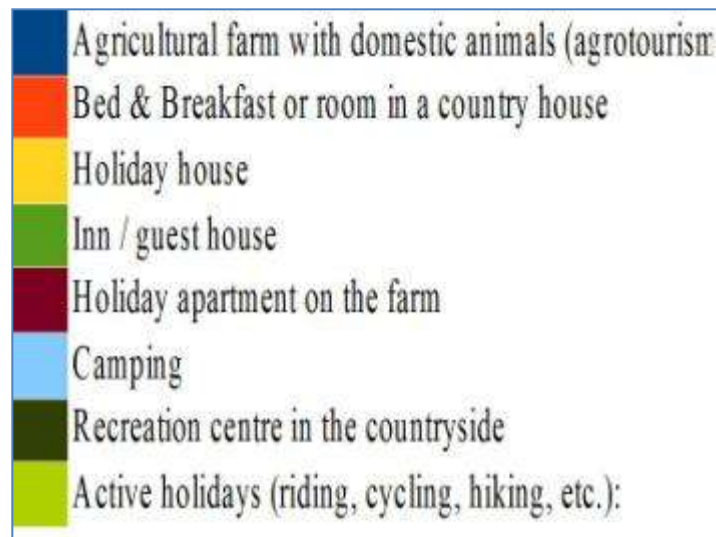 Agricultural farm with domestic animals (agrotourism
Bed & Breakfast or room in a country house
Holiday house
Inn / guest house
Holiday apartment on the farm
Camping
Recreation centre in the countryside
Active holidays (riding, cycling, hiking, etc.):